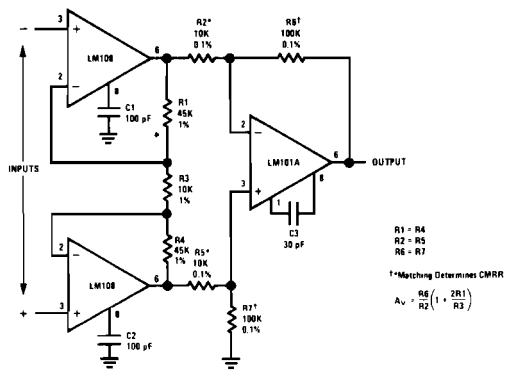 R2*
10K
0.1%
R6†
100K
0.1%
−
3
+
6
LM108
2
−
8
C1
100 pF
R1
45K
1%
*
2
−
6
LM101A
OUTPUT
3
+
1
8
C3
30 pF
INPUTS
R3
10K
1%
R4
45K
1%
2
−
6
LM108
3
+
+
8
C2
100 pF
R5*
10K
0.1%
R7†
100K
0.1%
R1 = R4
R2 = R5
R6 = R7
†*Matching Determines CMRR
AV = R6/R2 (1 + 2R1/R3)